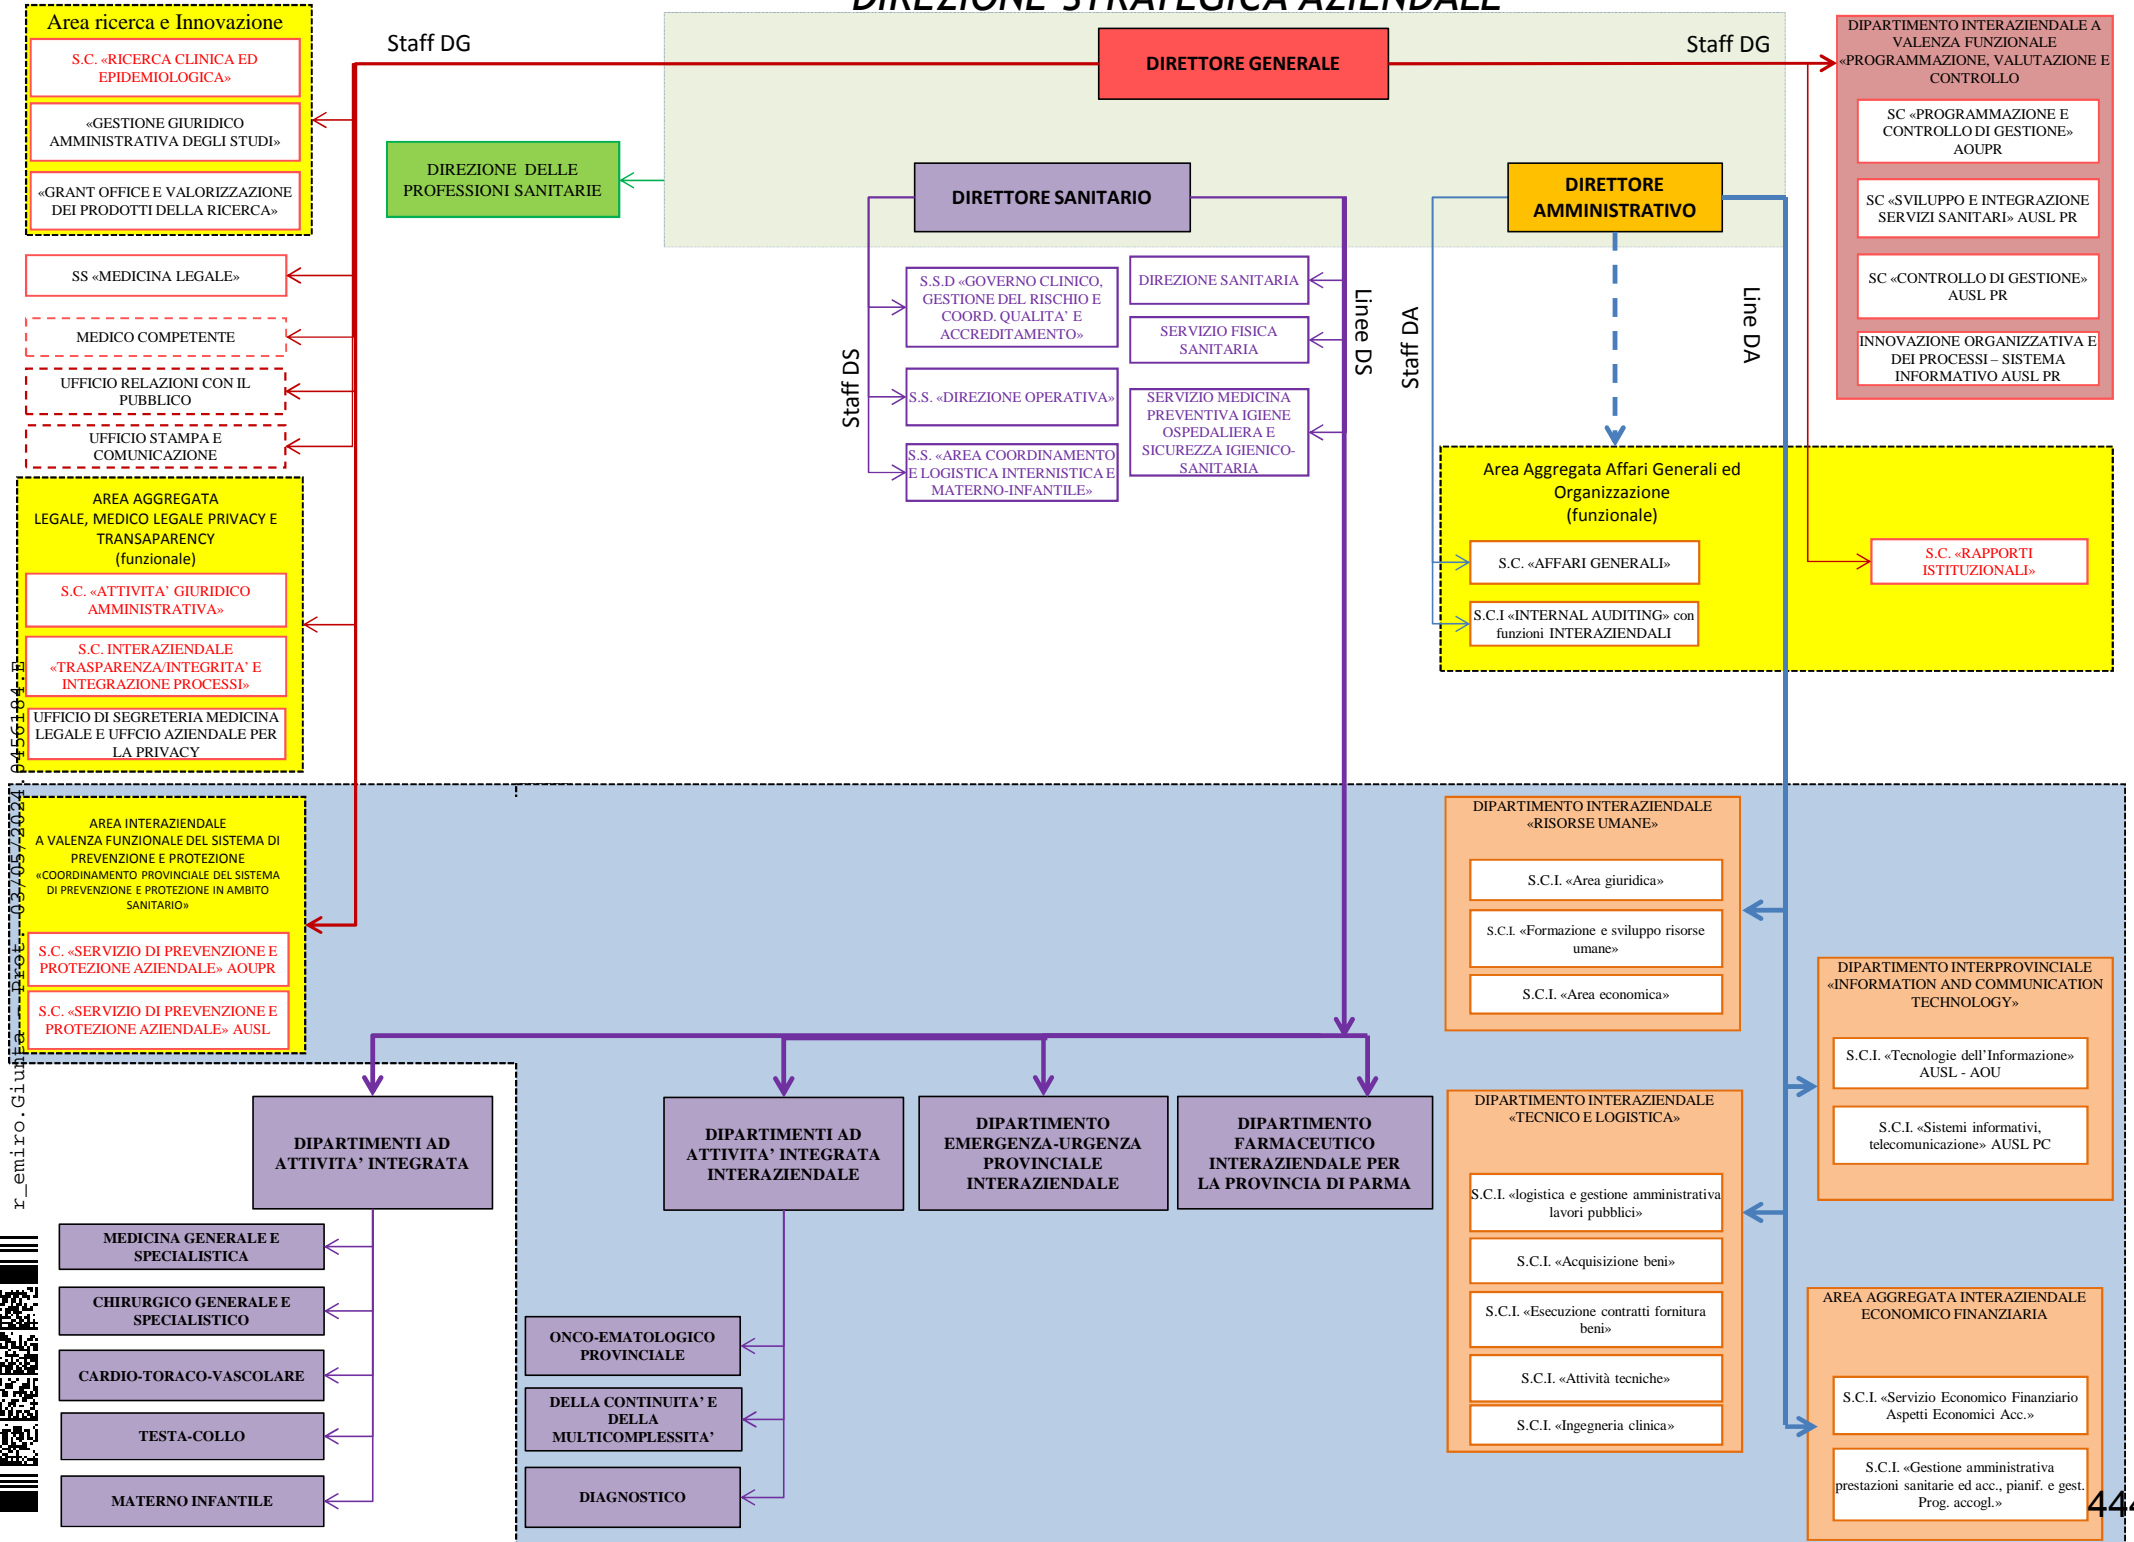 DIREZIONE STRATEGICA AZIENDALE
Staff DG
Staff DG
DIRETTORE GENERALE
Area ricerca e Innovazione
S.C. «RICERCA CLINICA ED
EPIDEMIOLOGICA»
«GESTIONE GIURIDICO
AMMINISTRATIVA DEGLI STUDI»
«GRANT OFFICE E VALORIZZAZIONE
DEI PRODOTTI DELLA RICERCA»
DIREZIONE DELLE
PROFESSIONI SANITARIE
DIRETTORE SANITARIO
DIRETTORE
AMMINISTRATIVO
DIPARTIMENTO INTERAZIENDALE A
VALENZA FUNZIONALE
«PROGRAMMAZIONE, VALUTAZIONE E
CONTROLLO
SC «PROGRAMMAZIONE E
CONTROLLO DI GESTIONE»
AOUPR
SC «SVILUPPO E INTEGRAZIONE
SERVIZI SANITARI» AUSL PR
SC «CONTROLLO DI GESTIONE»
AUSL PR
INNOVAZIONE ORGANIZZATIVA E
DEI PROCESSI – SISTEMA
INFORMATIVO AUSL PR
SS «MEDICINA LEGALE»
MEDICO COMPETENTE
UFFICIO RELAZIONI CON IL
PUBBLICO
UFFICIO STAMPA E
COMUNICAZIONE
AREA AGGREGATA
LEGALE, MEDICO LEGALE PRIVACY E
TRANSAPARENCY
(funzionale)
S.C. «ATTIVITA’ GIURIDICO
AMMINISTRATIVA»
S.C. INTERAZIENDALE
«TRASPARENZA/INTEGRITA’ E
INTEGRAZIONE PROCESSI»
UFFICIO DI SEGRETERIA MEDICINA
LEGALE E UFFCIO AZIENDALE PER
LA PRIVACY
Staff DS
S.S.D «GOVERNO CLINICO,
GESTIONE DEL RISCHIO E
COORD. QUALITA’ E
ACCREDITAMENTO»
S.S. «DIREZIONE OPERATIVA»
S.S. «AREA COORDINAMENTO
E LOGISTICA INTERNISTICA E
MATERNO-INFANTILE»
DIREZIONE SANITARIA
SERVIZIO FISICA
SANITARIA
SERVIZIO MEDICINA
PREVENTIVA IGIENE
OSPEDALIERA E
SICUREZZA IGIENICO-
SANITARIA
Linee DS
Staff DA
Line DA
Area Aggregata Affari Generali ed
Organizzazione
(funzionale)
S.C. «AFFARI GENERALI»
S.C.I «INTERNAL AUDITING» con
funzioni INTERAZIENDALI
S.C. «RAPPORTI
ISTITUZIONALI»
AREA INTERAZIENDALE
A VALENZA FUNZIONALE DEL SISTEMA DI
PREVENZIONE E PROTEZIONE
«COORDINAMENTO PROVINCIALE DEL SISTEMA
DI PREVENZIONE E PROTEZIONE IN AMBITO
SANITARIO»
S.C. «SERVIZIO DI PREVENZIONE E
PROTEZIONE AZIENDALE» AOUPR
S.C. «SERVIZIO DI PREVENZIONE E
PROTEZIONE AZIENDALE» AUSL
DIPARTIMENTO INTERAZIENDALE
«RISORSE UMANE»
S.C.I. «Area giuridica»
S.C.I. «Formazione e sviluppo risorse
umane»
S.C.I. «Area economica»
DIPARTIMENTO INTERPROVINCIALE
«INFORMATION AND COMMUNICATION
TECHNOLOGY»
S.C.I. «Tecnologie dell’Informazione»
AUSL - AOU
S.C.I. «Sistemi informativi,
telecomunicazione» AUSL PC
DIPARTIMENTO INTERAZIENDALE
«TECNICO E LOGISTICA»
S.C.I. «logistica e gestione amministrativa
lavori pubblici»
S.C.I. «Acquisizione beni»
S.C.I. «Esecuzione contratti fornitura
beni»
S.C.I. «Attività tecniche»
S.C.I. «Ingegneria clinica»
AREA AGGREGATA INTERAZIENDALE
ECONOMICO FINANZIARIA
S.C.I. «Servizio Economico Finanziario
Aspetti Economici Acc.»
S.C.I. «Gestione amministrativa
prestazioni sanitarie ed acc., pianif. e gest.
Prog. accogl.»
DIPARTIMENTI AD
ATTIVITA’ INTEGRATA
DIPARTIMENTI AD
ATTIVITA’ INTEGRATA
INTERAZIENDALE
DIPARTIMENTO
EMERGENZA-URGENZA
PROVINCIALE
INTERAZIENDALE
DIPARTIMENTO
FARMACEUTICO
INTERAZIENDALE PER
LA PROVINCIA DI PARMA
MEDICINA GENERALE E
SPECIALISTICA
CHIRURGICO GENERALE E
SPECIALISTICO
CARDIO-TORACO-VASCOLARE
TESTA-COLLO
MATERNO INFANTILE
ONCO-EMATOLOGICO
PROVINCIALE
DELLA CONTINUITA’ E
DELLA
MULTICOMPLESSITA’
DIAGNOSTICO
r_emiro.Giunta - Prot. 03/05/2024.0456184.E
444